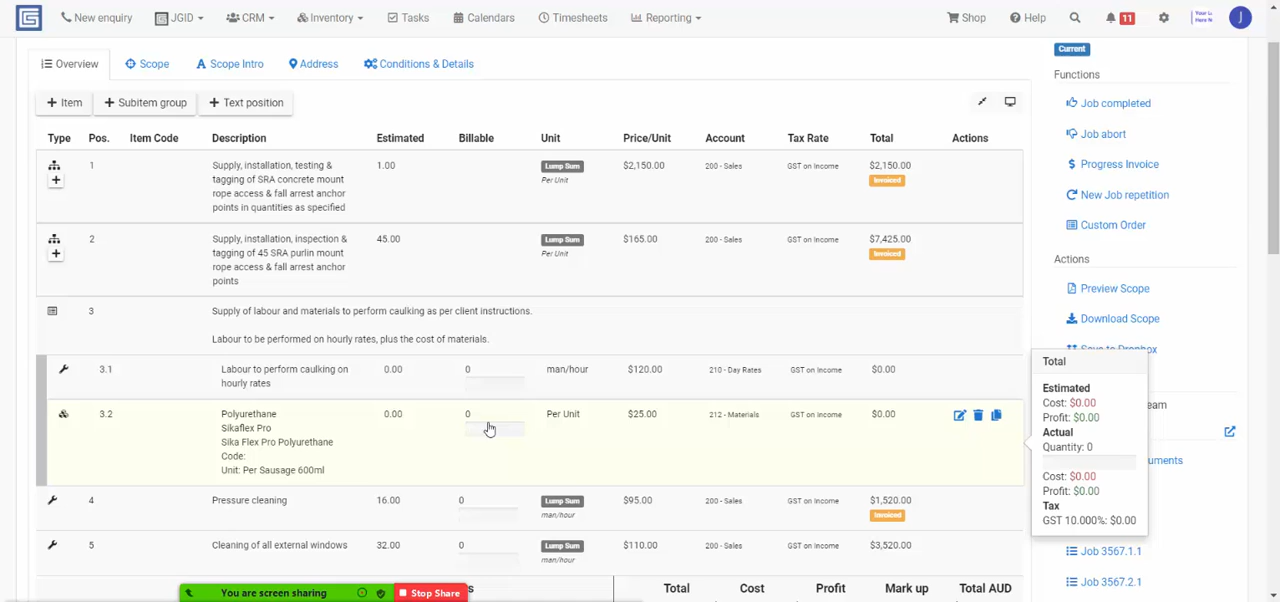 New enquiry JGID CRM Inventory Tasks Calendars Timesheets Reporting Shop Help 11 J
Current
Overview Scope Scope Intro Address Conditions & Details
Functions
Item Subitem group Text position
Job completed
Type Pos. Item Code Description Estimated Billable Unit Price/Unit Account Tax Rate Total Actions
Job abort
1 Supply, installation, testing & 1.00 Lump Sum $2,150.00 200 - Sales GST on Income $2,150.00
tagging of SRA concrete mount Per Unit Invoiced
rope access & fall arrest anchor
points in quantities as specified
Progress Invoice
New Job repetition
Custom Order
2 Supply, installation, inspection & 45.00 Lump Sum $165.00 200 - Sales GST on Income $7,425.00
tagging of 45 SRA purlin mount Per Unit Invoiced
rope access & fall arrest anchor
points
Actions
Preview Scope
3 Supply of labour and materials to perform caulking as per client instructions.
Download Scope
Labour to be performed on hourly rates, plus the cost of materials.
Save to Dropbox
3.1 Labour to perform caulking on 0.00 0 man/hour $120.00 210 - Day Rates GST on Income $0.00
hourly rates
3.2 Polyurethane 0.00 0 Per Unit $25.00 212 - Materials GST on Income $0.00
Sikaflex Pro
Sika Flex Pro Polyurethane
Code:
Unit: Per Sausage 600ml
Total
Estimated
Cost: $0.00
Profit: $0.00
Actual
Quantity: 0
Cost: $0.00
Profit: $0.00
Tax
GST 10.000%: $0.00
4 Pressure cleaning 16.00 0 Lump Sum $95.00 200 - Sales GST on Income $1,520.00
man/hour Invoiced
5 Cleaning of all external windows 32.00 0 Lump Sum $110.00 200 - Sales GST on Income $3,520.00
man/hour
Job 3567.1.1
Job 3567.2.1
Total Cost Profit Mark up Total AUD
You are screen sharing Stop Share